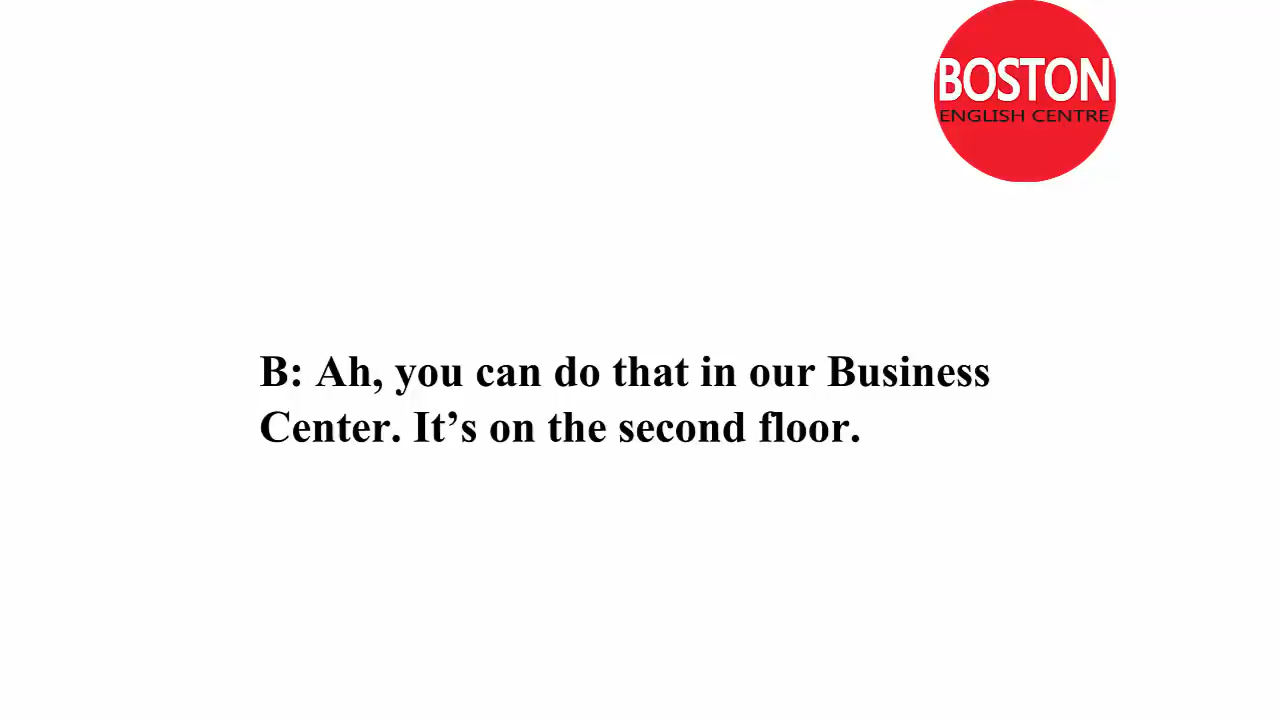 BOSTON
ENGLISH CENTRE
B: Ah, you can do that in our Business
Center. It’s on the second floor.